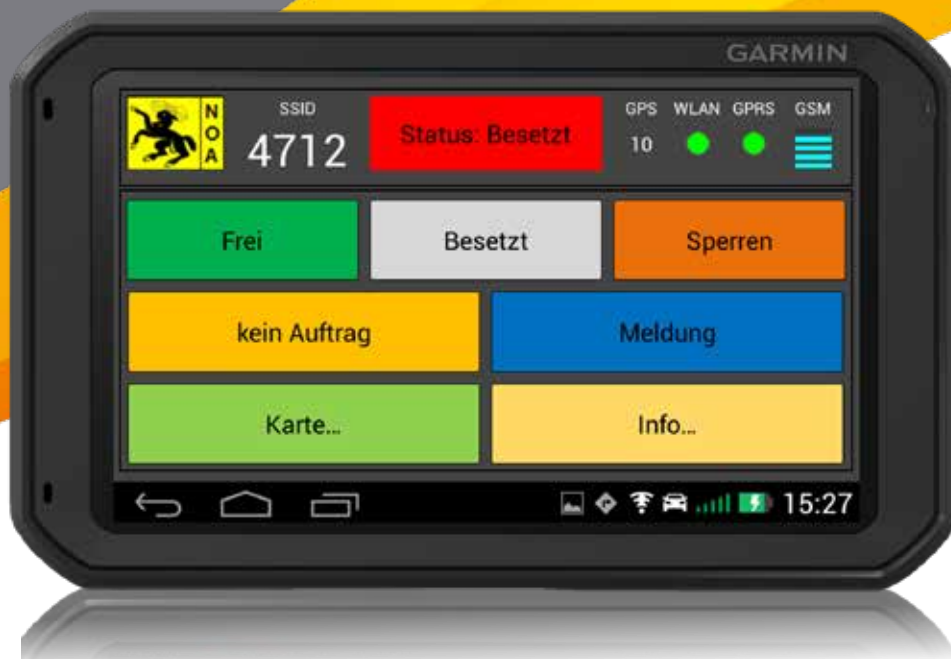 GARMIN
NOA
SSID
4712
Status: Besetzt
GPS WLAN GPRS GSM
10
Frei
Besetzt
Sperren
kein Auftrag
Meldung
Karte...
Info...
15:27